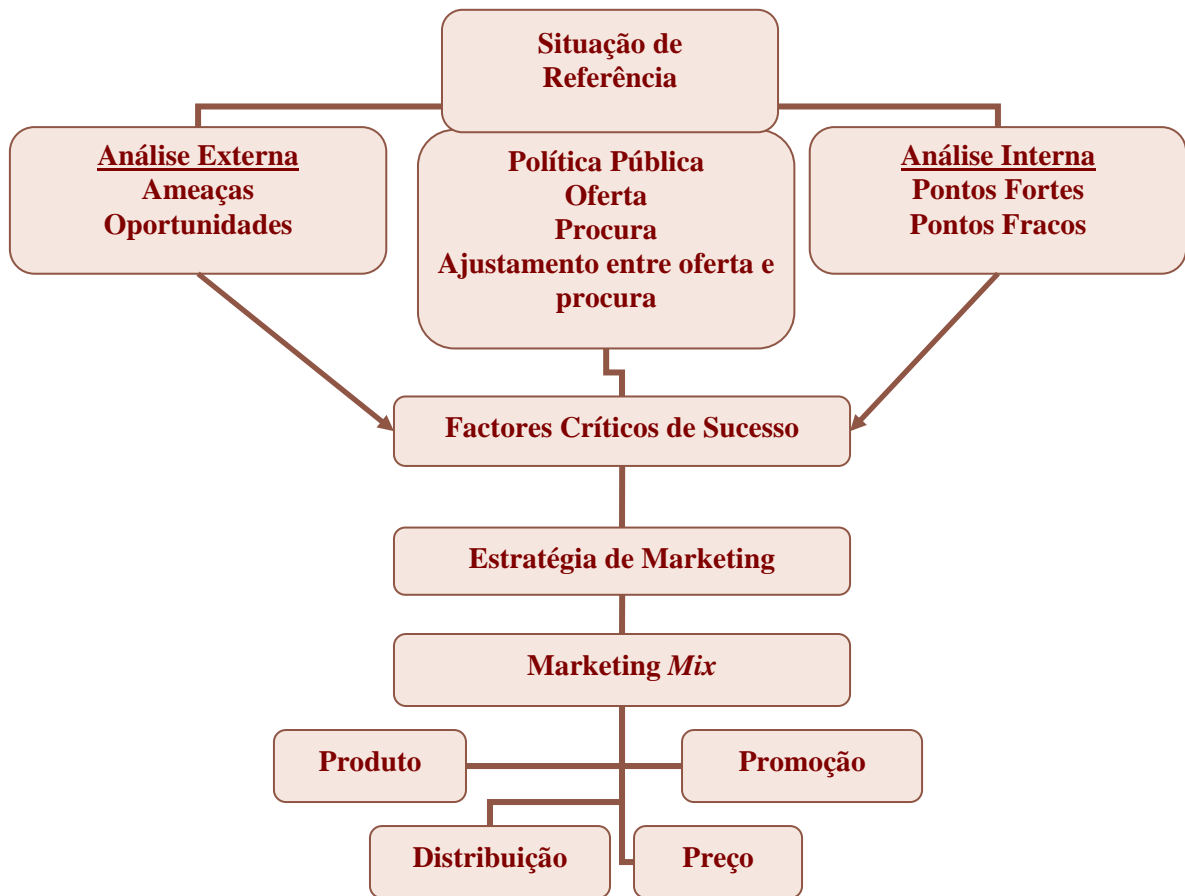 Situação de
Referência
Análise Externa
Ameaças
Oportunidades
Política Pública
Oferta
Procura
Ajustamento entre oferta e
procura
Análise Interna
Pontos Fortes
Pontos Fracos
Factores Críticos de Sucesso
Estratégia de Marketing
Marketing Mix
Produto
Promoção
Distribuição
Preço